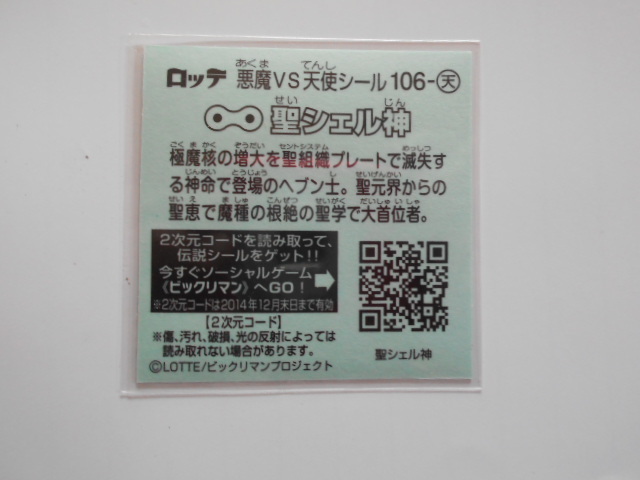 ロッテ 悪魔VS天使シール 106-天
聖シェル神
極魔核の増大を聖組織プレートで滅失す
る神命で登場のヘブン士。聖元界からの
聖恵で魔種の根絶の聖学で大首位者。
2次元コードを読み取って、
伝説シールをゲット!!
今すぐソーシャルゲーム
《ビックリマン》へGO!
※2次元コードは2014年12月末日まで有効
【2次元コード】
※傷、汚れ、破損、光の反射によっては
読み取れない場合があります。
©LOTTE/ビックリマンプロジェクト
聖シェル神